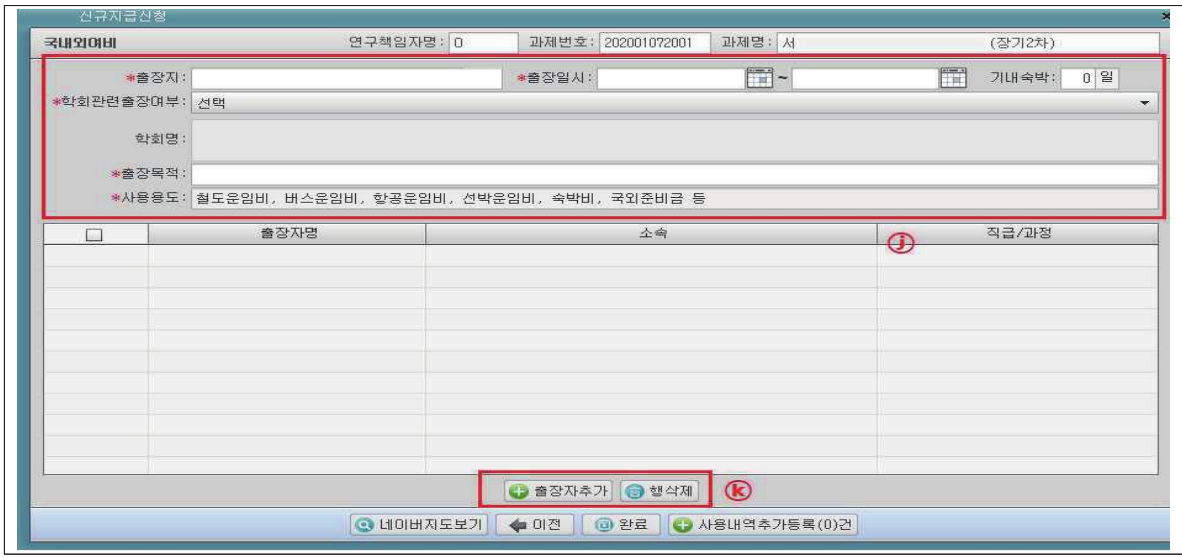 신규지급신청 ×
국내외여비 연구책임자명: 0 과제번호: 202001072001 과제명: 서 (장기2차)
*출장지: *출장일시: ~ 기내숙박: 0 일
*학회관련출장여부: 선택
학회명:
*출장목적:
*사용용도: 철도운임비, 버스운임비, 항공운임비, 선박운임비, 숙박비, 국외준비금 등
출장자명 소속 ⓙ 직급/과정
출장자추가 행삭제 ⓚ
네이버지도보기 이전 완료 사용내역추가등록(0)건